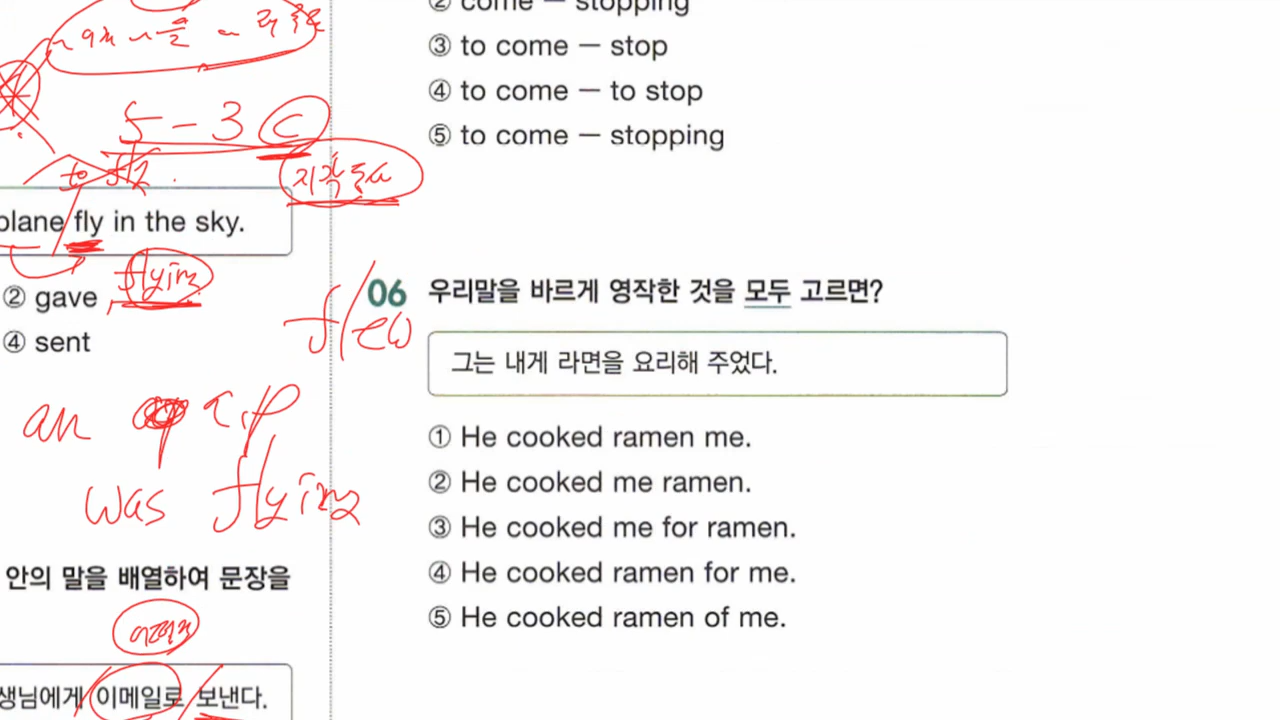 5 - 3 C
지각동사
plane fly in the sky.
flying
② gave
④ sent
an
was flying
안의 말을 배열하여 문장을
생님에게 이메일로 보낸다.
② come — stopping
③ to come — stop
④ to come — to stop
⑤ to come — stopping
flew
06 우리말을 바르게 영작한 것을 모두 고르면?
그는 내게 라면을 요리해 주었다.
① He cooked ramen me.
② He cooked me ramen.
③ He cooked me for ramen.
④ He cooked ramen for me.
⑤ He cooked ramen of me.